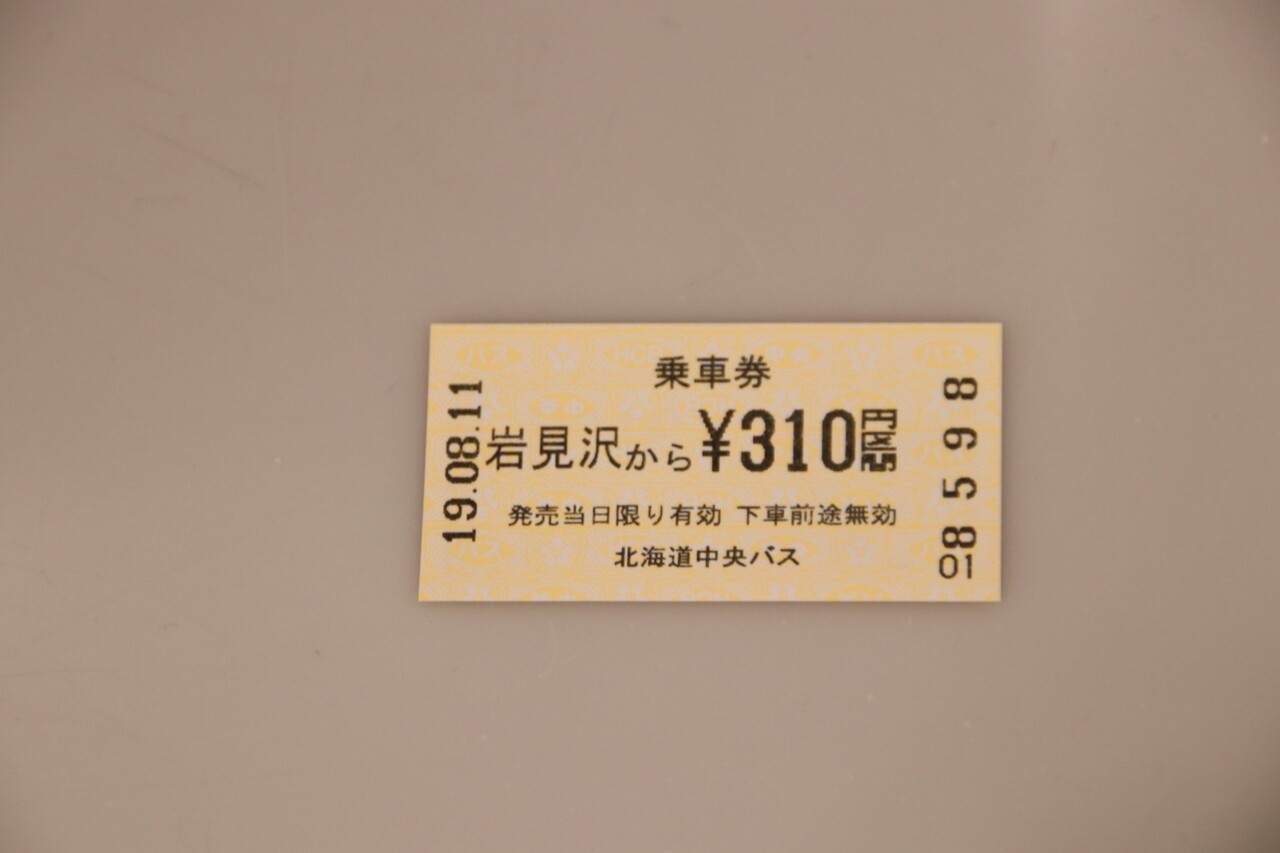 乗車券
岩見沢から¥310円区間
発売当日限り有効 下車前途無効
北海道中央バス
19.08.11
8598
01